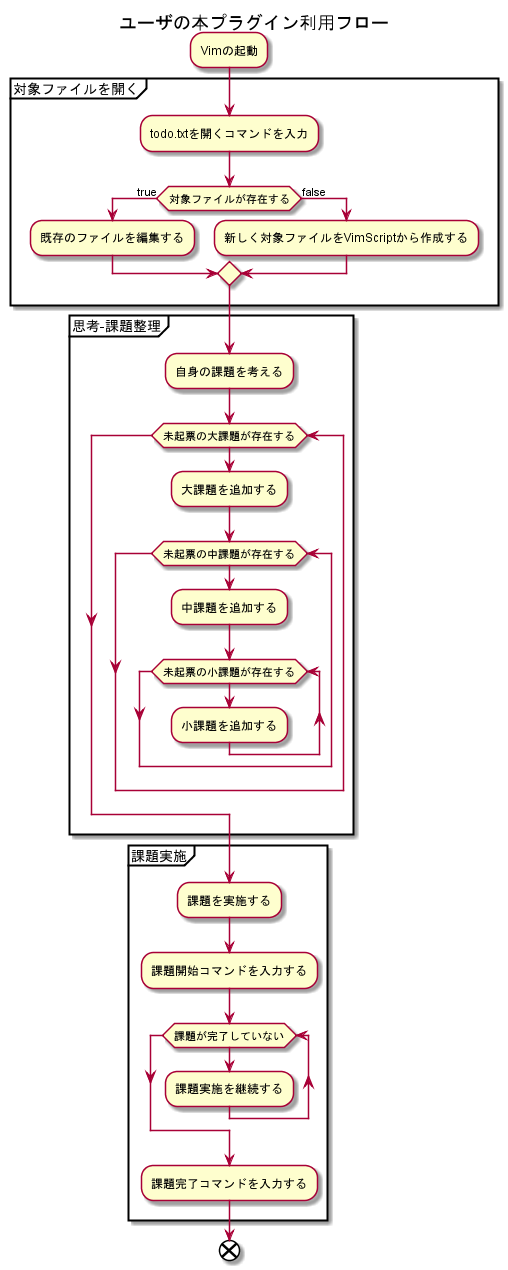 ユーザの本プラグイン利用フロー
Vimの起動
対象ファイルを開く
todo.txtを開くコマンドを入力
対象ファイルが存在する
true
false
既存のファイルを編集する
新しく対象ファイルをVimScriptから作成する
思考-課題整理
自身の課題を考える
未起票の大課題が存在する
大課題を追加する
未起票の中課題が存在する
中課題を追加する
未起票の小課題が存在する
小課題を追加する
課題実施
課題を実施する
課題開始コマンドを入力する
課題が完了していない
課題実施を継続する
課題完了コマンドを入力する